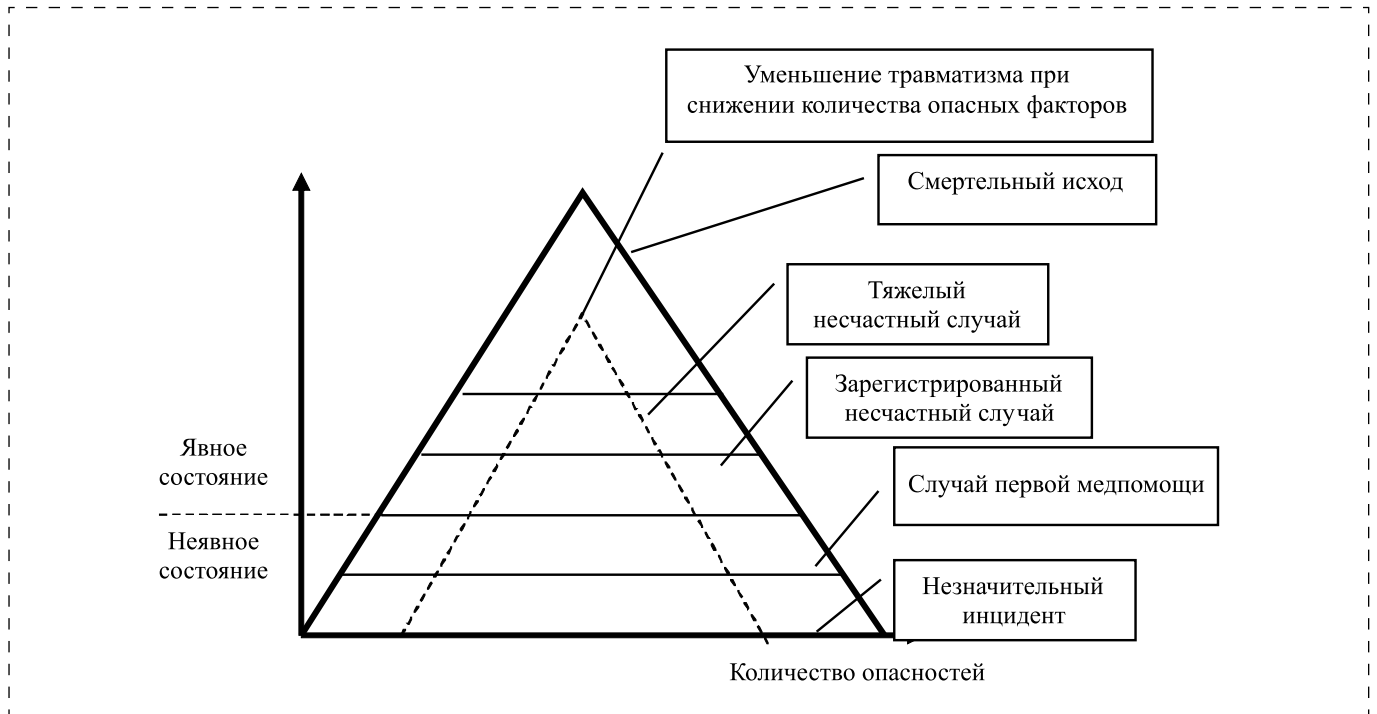 Уменьшение травматизма при
снижении количества опасных факторов
Смертельный исход
Тяжелый
несчастный случай
Зарегистрированный
несчастный случай
Явное
состояние
Случай первой медпомощи
Неявное
состояние
Незначительный
инцидент
Количество опасностей